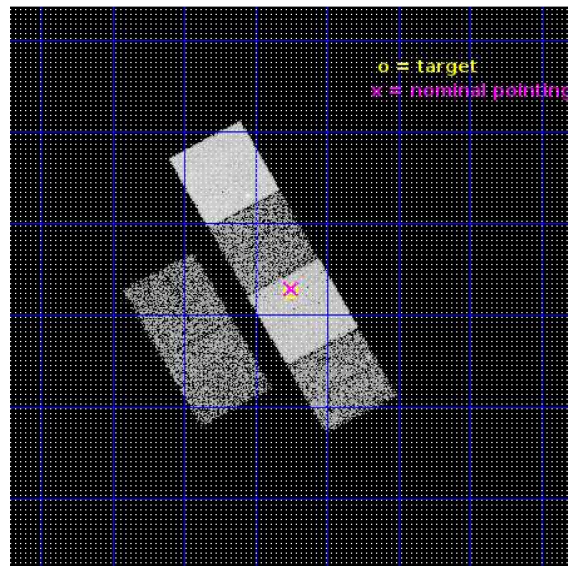 o = target
x = nominal pointing